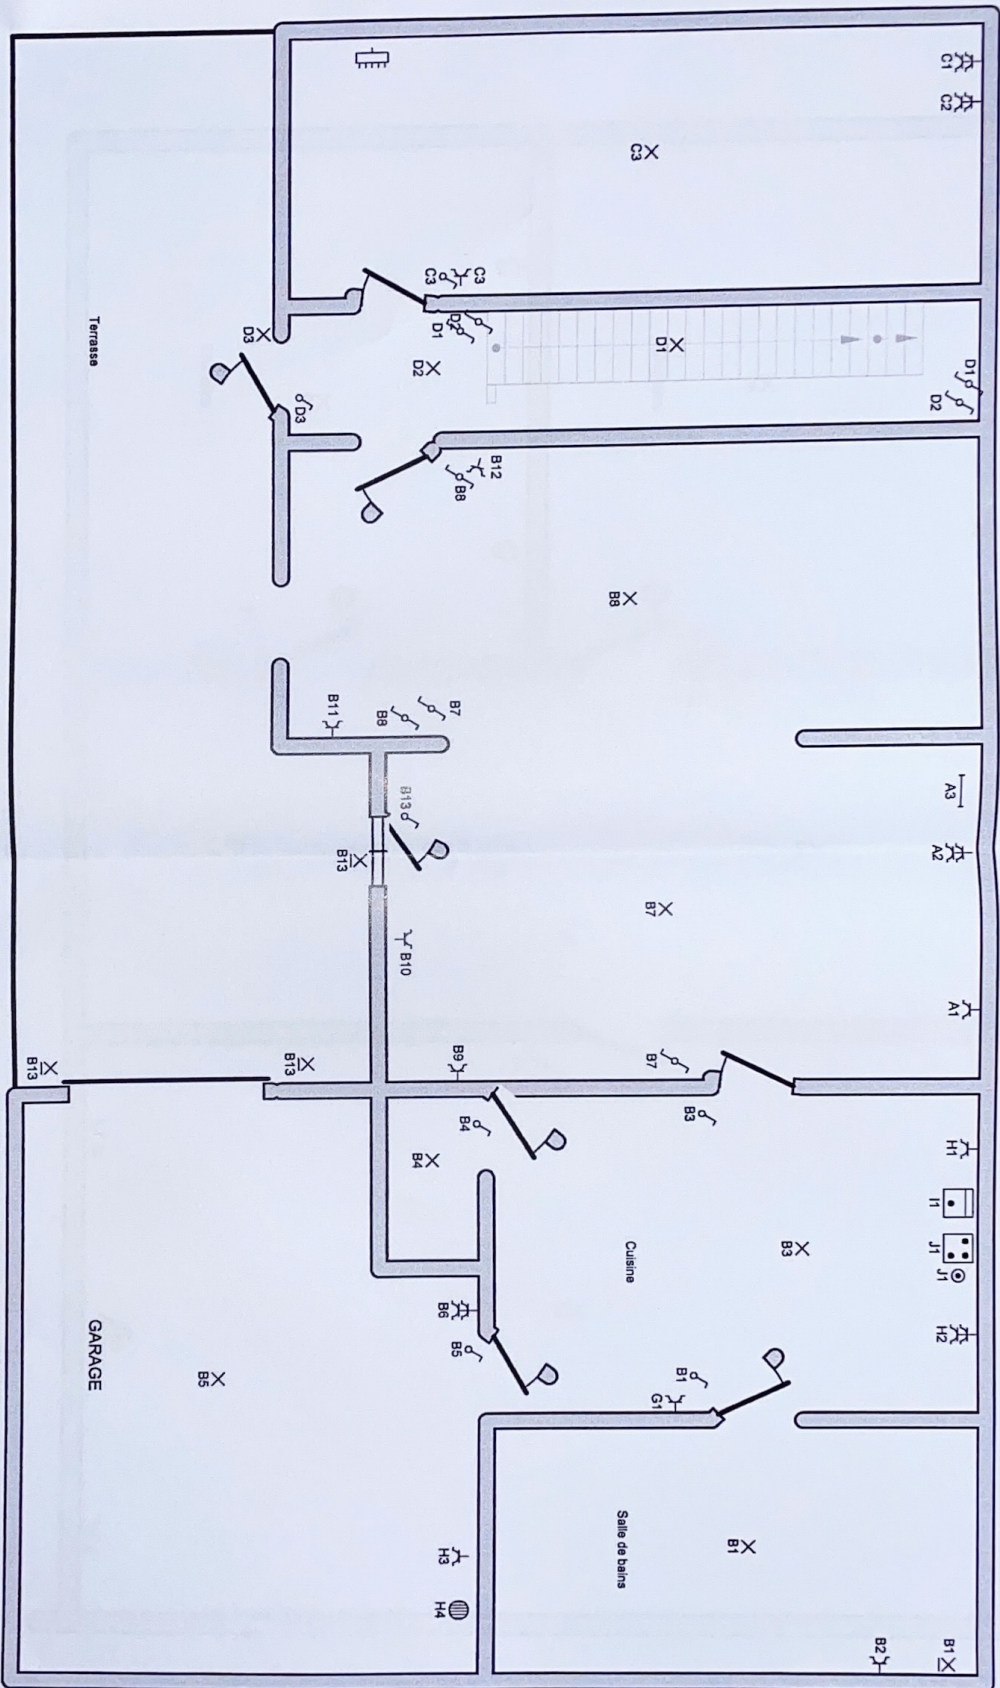 C1
C2
C3
C3
C3
D2
D1
D1
D1
D2
D2
D3
D3
Terrasse
B12
B8
B8
B11
B8
B7
B13
B13
A3
A2
B7
B10
A1
B13
B13
B9
B7
B4
B3
B4
H1
I1
J1
J1
B3
Cuisine
H2
B6
B5
B1
G1
GARAGE
B5
Salle de bains
B1
H3
H4
B2
B1